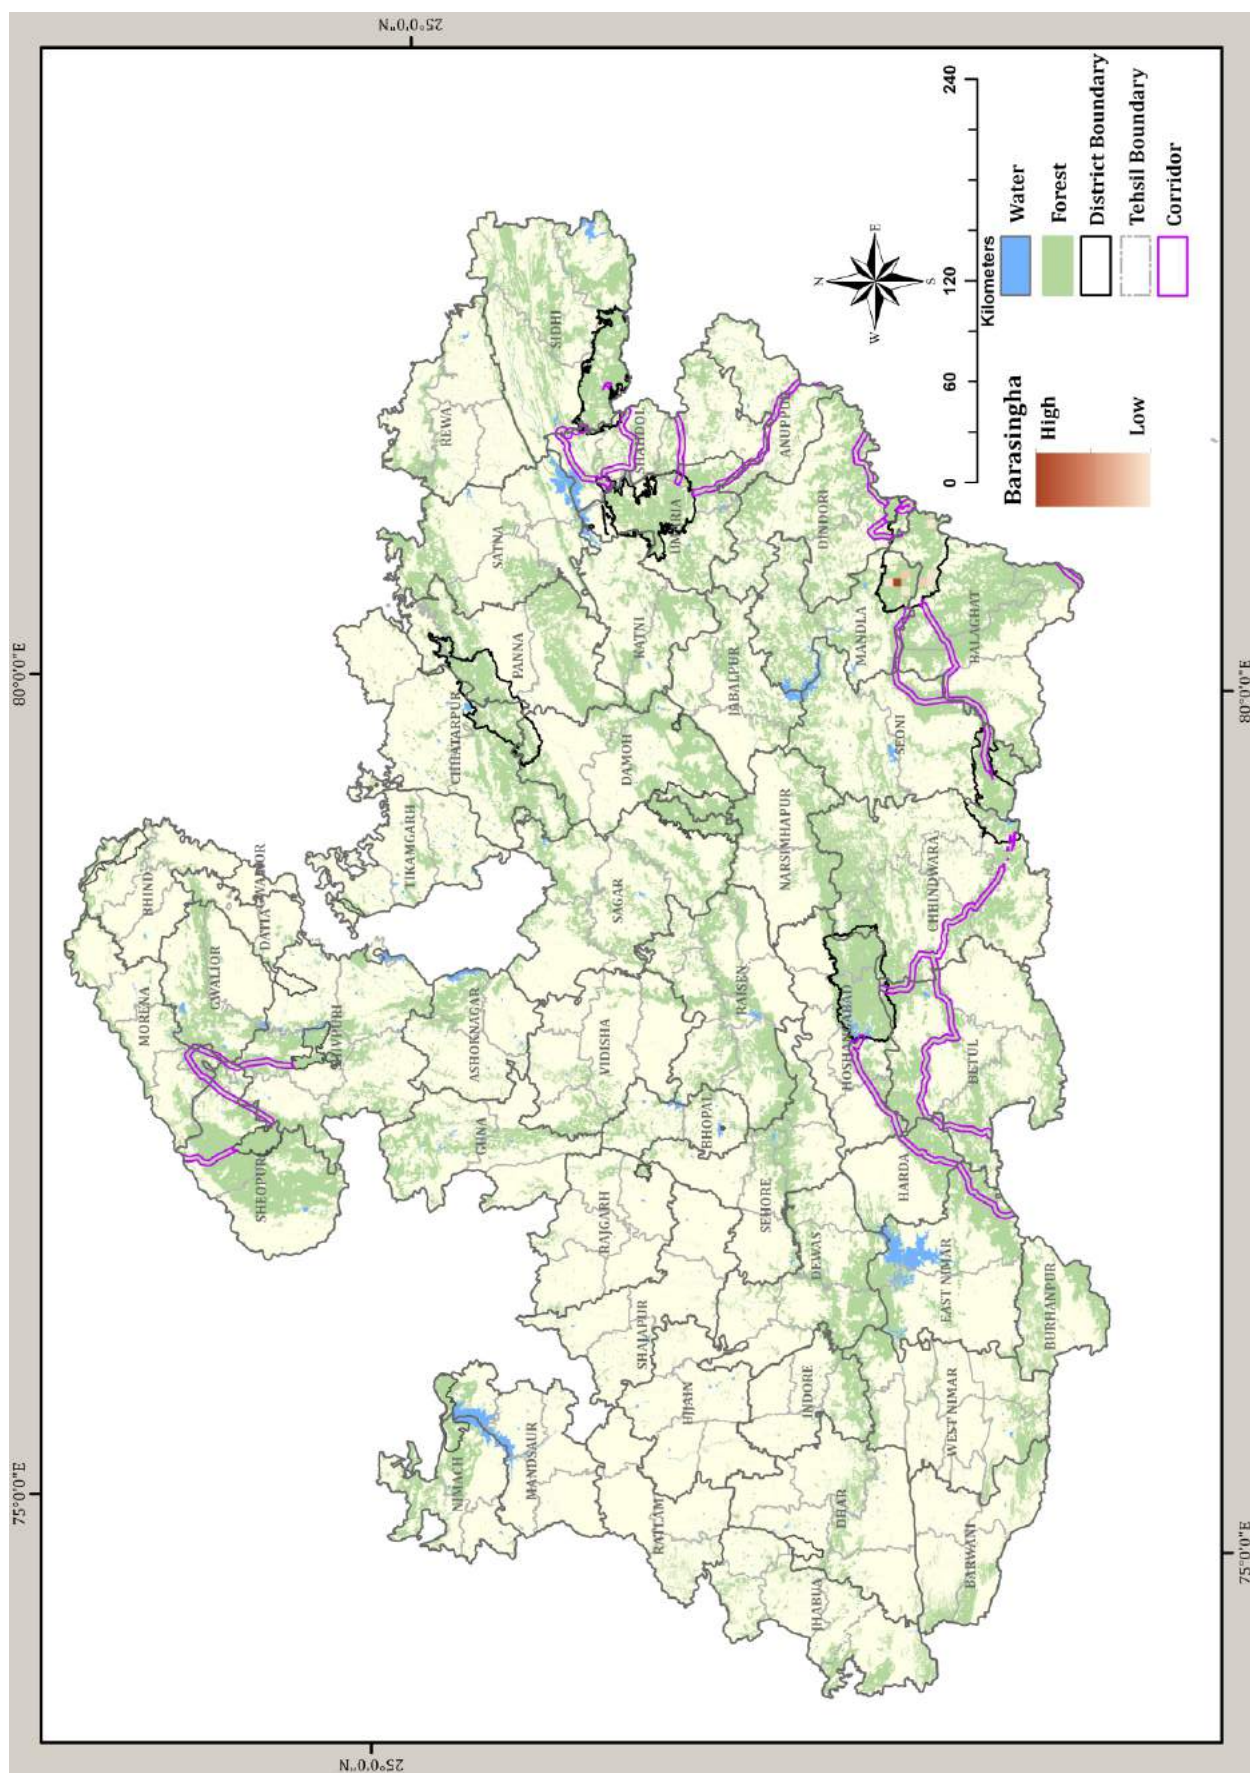 80°0'0"E
75°0'0"E
25°0'0"N
BHIND
MORENA
GWALIOR
DATIA
SHEOPUR
SHIVPURI
TIKAMGARH
CHHATARPUR
REWA
SIDHI
SATNA
PANNA
ASHOKNAGAR
GUNA
NIMACH
MANDSAUR
SHAHDOL
UMARIA
KATNI
DAMOH
SAGAR
VIDISHA
RAJGARH
SHAJAPUR
UJJAIN
RATLAM
ANUPPUR
DINDORI
JABALPUR
NARSIMHAPUR
RAISEN
BHOPAL
SEHORE
DEWAS
INDORE
DHAR
JHABUA
MANDLA
BALAGHAT
SEONI
CHHINDWARA
HOSHANGABAD
BETUL
HARDA
EAST NIMAR
WEST NIMAR
BURHANPUR
BARWANI
N
W
E
S
0
60
120
240
Kilometers
Barasingha
High
Low
Water
Forest
District Boundary
Tehsil Boundary
Corridor
25°0'0"N
75°0'0"E
80°0'0"E